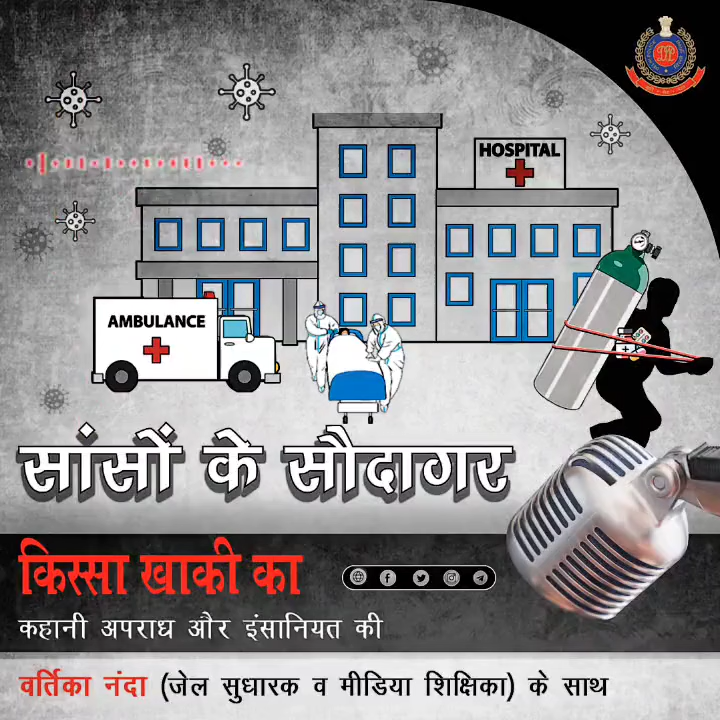 HOSPITAL
AMBULANCE
सांसों के सौदागर
किस्सा खाकी का
कहानी अपराध और इंसानियत की
वर्तिका नंदा (जेल सुधारक व मीडिया शिक्षिका) के साथ